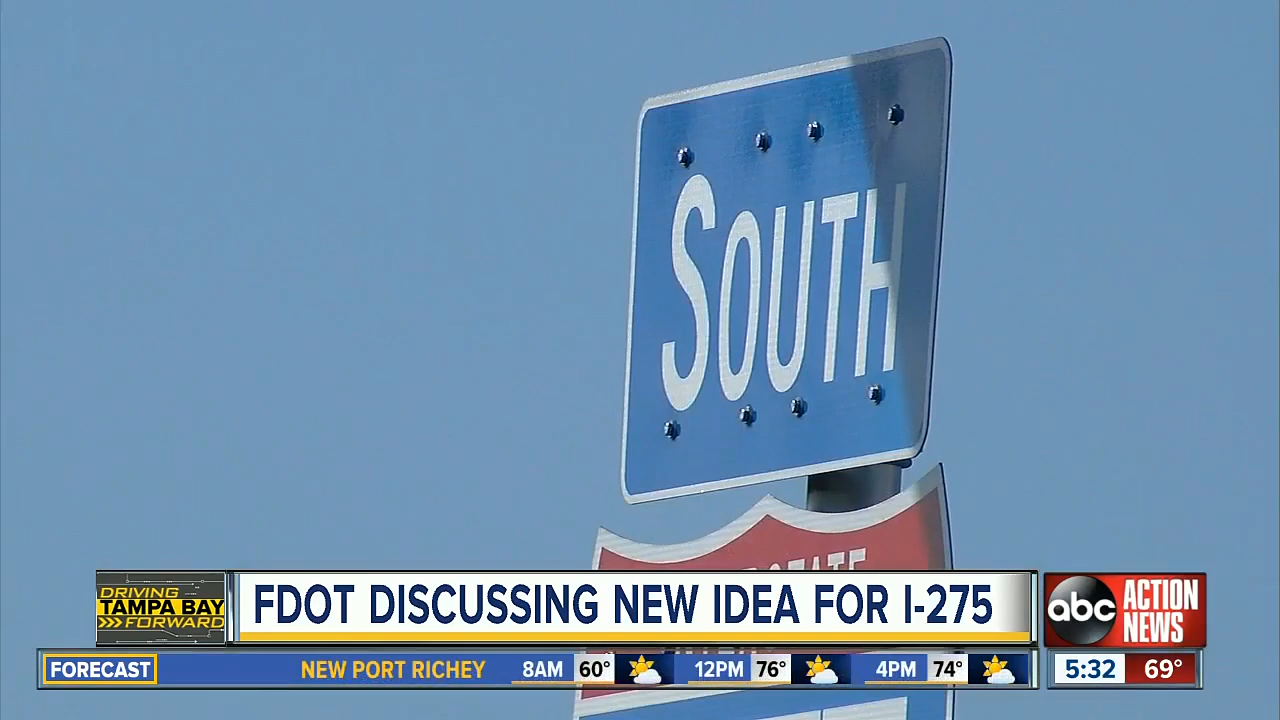 SOUTH
DRIVING
TAMPA BAY
FORWARD
FDOT DISCUSSING NEW IDEA FOR I-275
abc
ACTION
NEWS
FORECAST
NEW PORT RICHEY
8AM 60°
12PM 76°
4PM 74°
5:32 69°